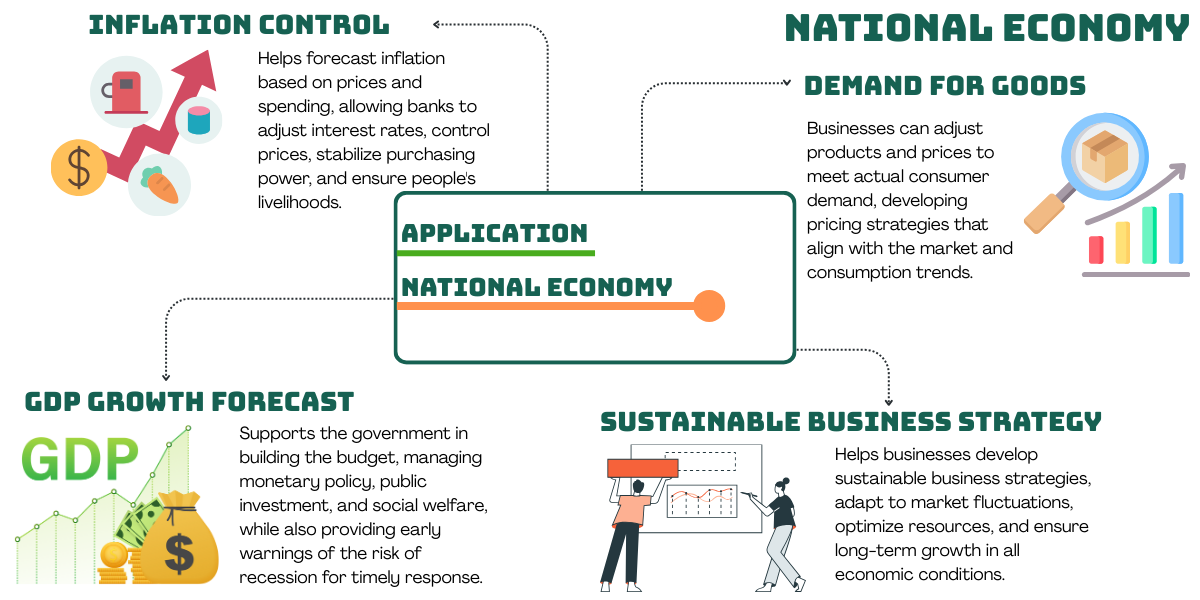 INFLATION CONTROL
Helps forecast inflation
based on prices and
spending, allowing banks to
adjust interest rates, control
prices, stabilize purchasing
power, and ensure people's
livelihoods.
$
NATIONAL ECONOMY
DEMAND FOR GOODS
Businesses can adjust
products and prices to
meet actual consumer
demand, developing
pricing strategies that
align with the market and
consumption trends.
APPLICATION
NATIONAL ECONOMY
GDP GROWTH FORECAST
GDP
$
Supports the government in
building the budget, managing
monetary policy, public
investment, and social welfare,
while also providing early
warnings of the risk of
recession for timely response.
SUSTAINABLE BUSINESS STRATEGY
Helps businesses develop
sustainable business strategies,
adapt to market fluctuations,
optimize resources, and ensure
long-term growth in all
economic conditions.